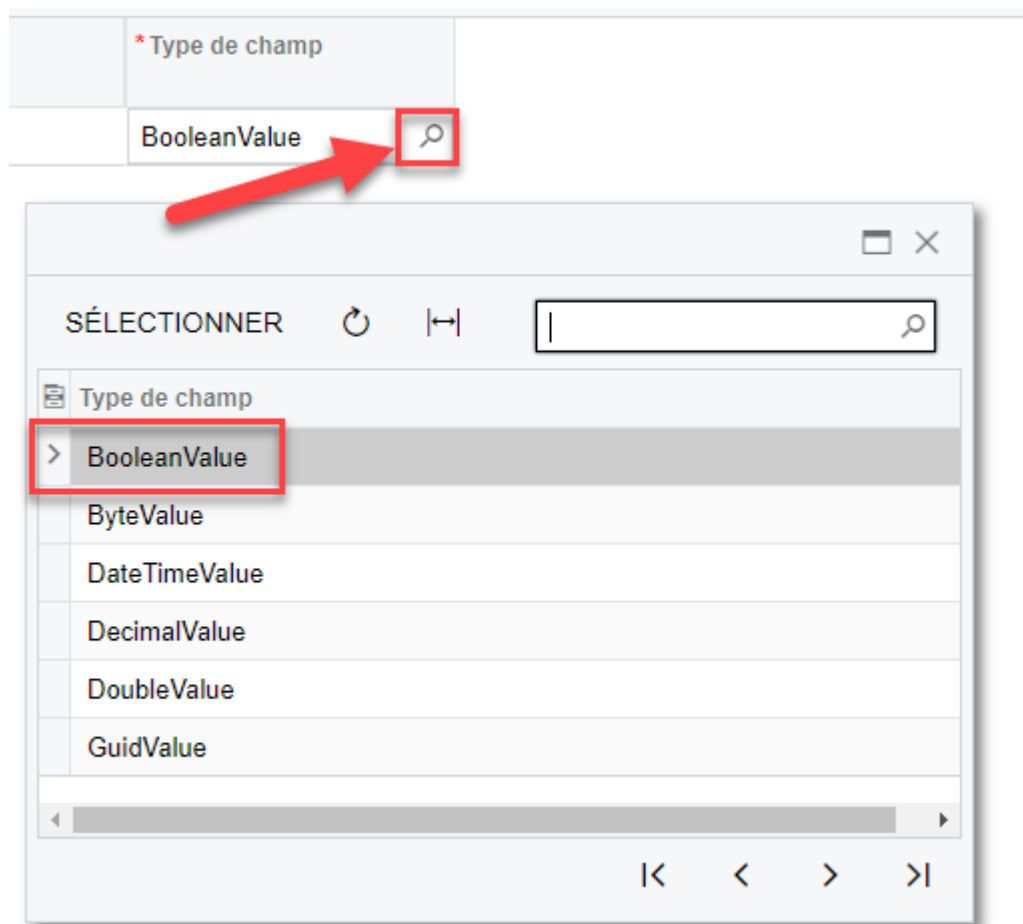 * Type de champ
BooleanValue
SÉLECTIONNER
Type de champ
BooleanValue
ByteValue
DateTimeValue
DecimalValue
DoubleValue
GuidValue